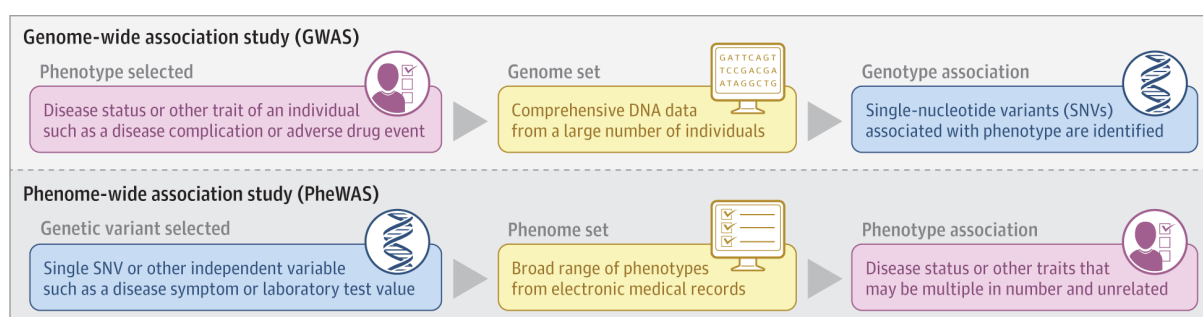 Genome-wide association study (GWAS)
Phenotype selected
Disease status or other trait of an individual
such as a disease complication or adverse drug event
Genome set
GATTCAGT
TCCGACGA
ATAGGCTG
Comprehensive DNA data
from a large number of individuals
Genotype association
Single-nucleotide variants (SNVs)
associated with phenotype are identified
Phenome-wide association study (PheWAS)
Genetic variant selected
Single SNV or other independent variable
such as a disease symptom or laboratory test value
Phenome set
Broad range of phenotypes
from electronic medical records
Phenotype association
Disease status or other traits that
may be multiple in number and unrelated